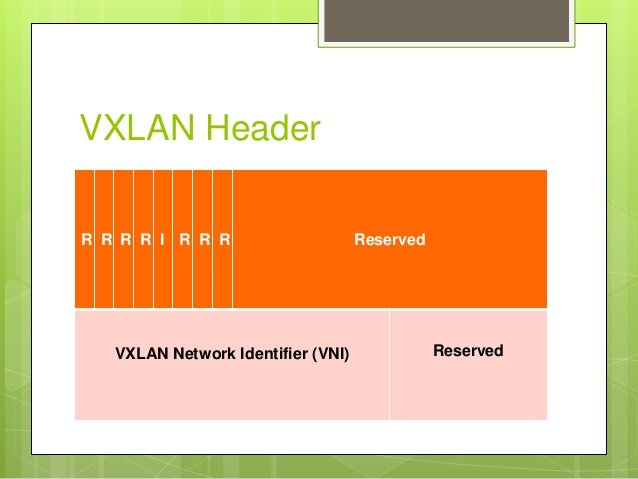 VXLAN Header
R R R R I R R R Reserved
VXLAN Network Identifier (VNI) Reserved